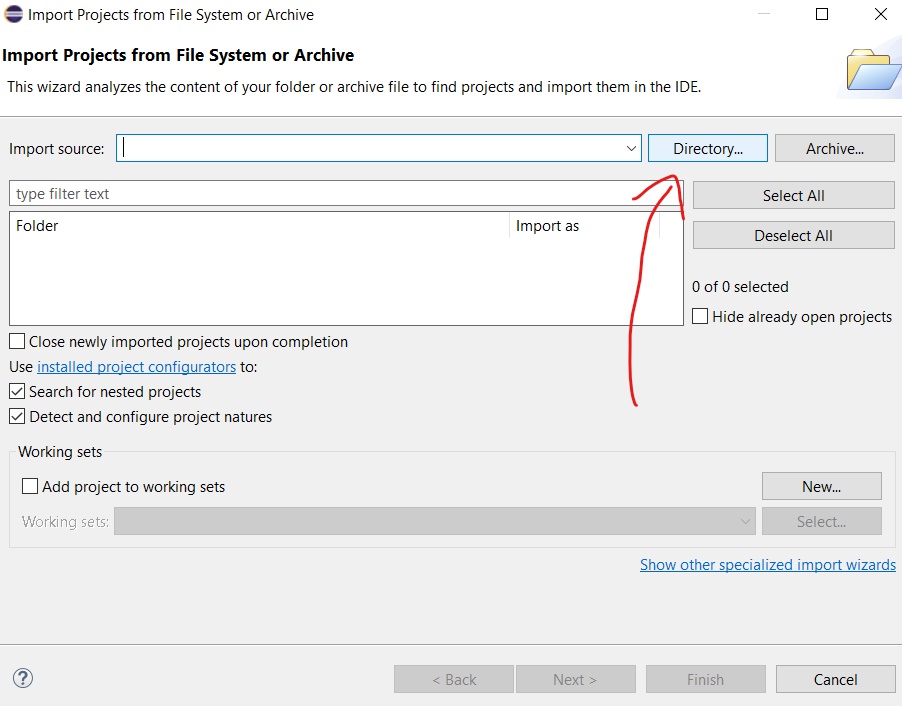 Import Projects from File System or Archive
Import Projects from File System or Archive
This wizard analyzes the content of your folder or archive file to find projects and import them in the IDE.
Import source: Directory... Archive...
type filter text Select All
Folder Import as
Deselect All
0 of 0 selected
Hide already open projects
Close newly imported projects upon completion
Use installed project configurators to:
Search for nested projects
Detect and configure project natures
Working sets
Add project to working sets New...
Working sets: Select...
Show other specialized import wizards
? < Back Next > Finish Cancel